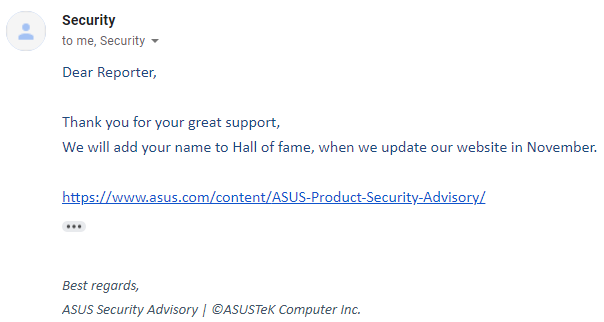 Security
to me, Security
Dear Reporter,
Thank you for your great support,
We will add your name to Hall of fame, when we update our website in November.
https://www.asus.com/content/ASUS-Product-Security-Advisory/
Best regards,
ASUS Security Advisory | ©ASUSTeK Computer Inc.